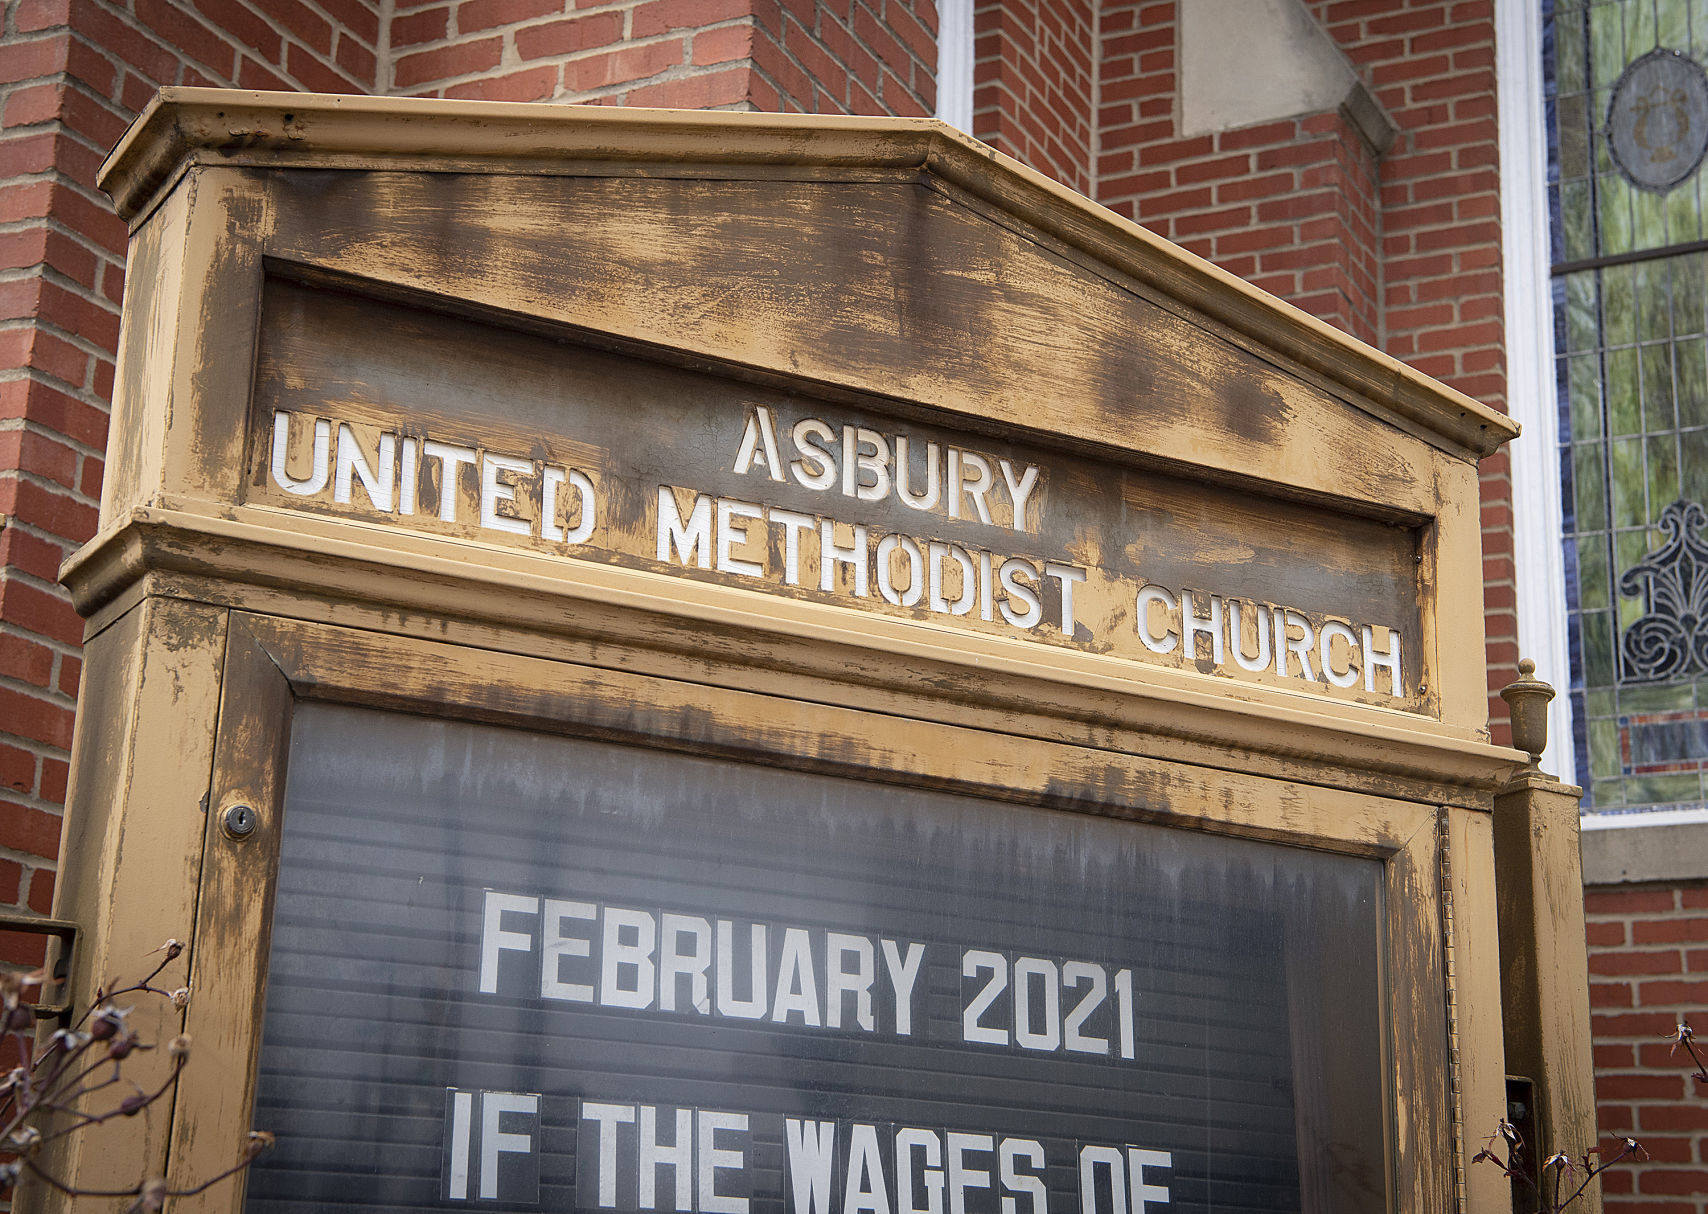 ASBURY
UNITED METHODIST CHURCH
FEBRUARY 2021
IF THE WAGES OF